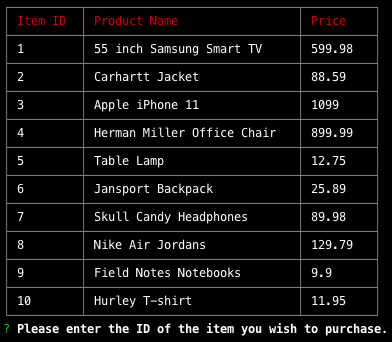 Item ID Product Name Price
1 55 inch Samsung Smart TV 599.98
2 Carhartt Jacket 88.59
3 Apple iPhone 11 1099
4 Herman Miller Office Chair 899.99
5 Table Lamp 12.75
6 Jansport Backpack 25.89
7 Skull Candy Headphones 89.98
8 Nike Air Jordans 129.79
9 Field Notes Notebooks 9.9
10 Hurley T-shirt 11.95
? Please enter the ID of the item you wish to purchase.